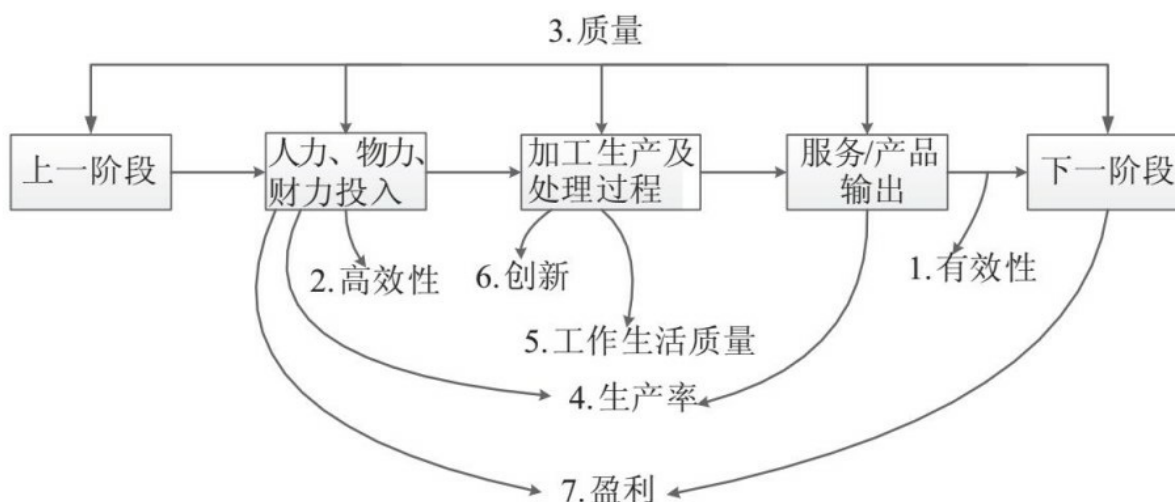 3.质量
上一阶段
人力、物力、
财力投入
加工生产及
处理过程
服务/产品
输出
下一阶段
2.高效性
6.创新
1.有效性
5.工作生活质量
4.生产率
7.盈利